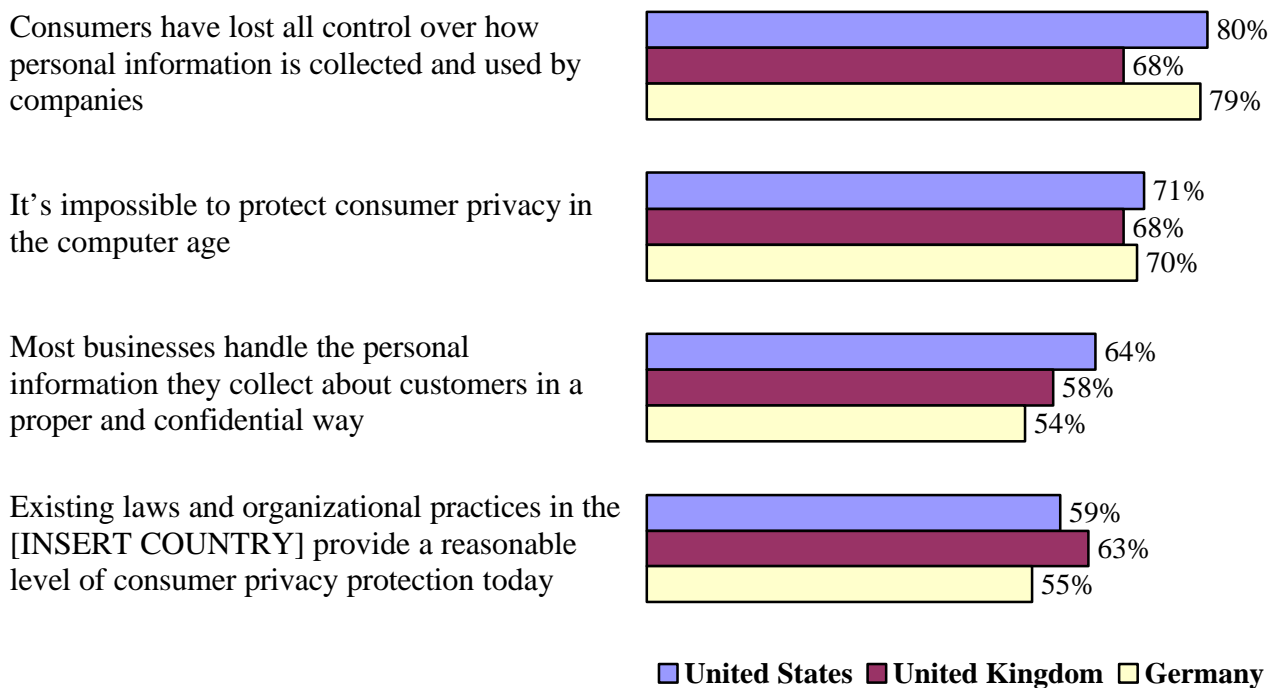 Consumers have lost all control over how
personal information is collected and used by
companies
80%
68%
79%
It’s impossible to protect consumer privacy in
the computer age
71%
68%
70%
Most businesses handle the personal
information they collect about customers in a
proper and confidential way
64%
58%
54%
Existing laws and organizational practices in the
[INSERT COUNTRY] provide a reasonable
level of consumer privacy protection today
59%
63%
55%
United States United Kingdom Germany